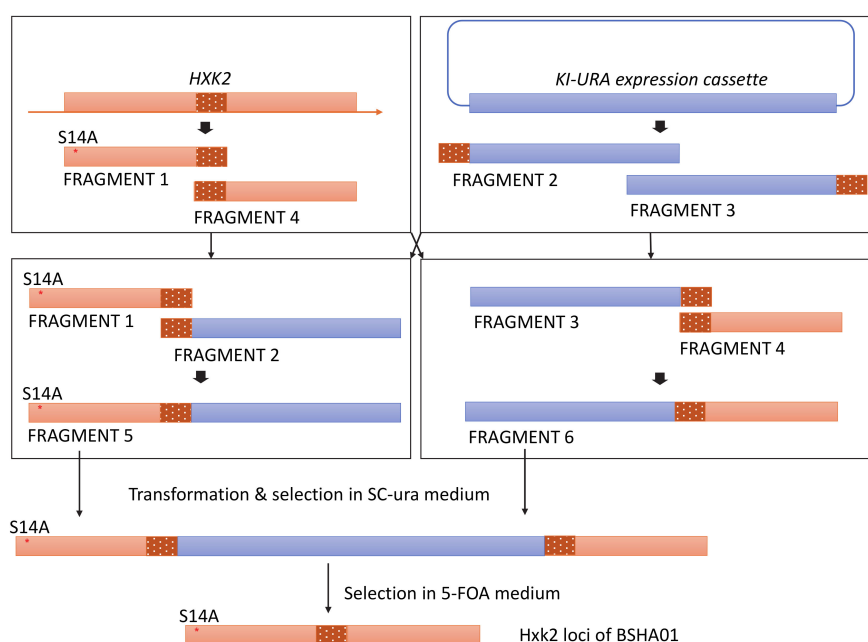 HXK2
S14A
FRAGMENT 1
FRAGMENT 4
KI-URA expression cassette
FRAGMENT 2
FRAGMENT 3
S14A
FRAGMENT 1
FRAGMENT 2
S14A
FRAGMENT 5
FRAGMENT 3
FRAGMENT 4
FRAGMENT 6
Transformation & selection in SC-ura medium
S14A
Selection in 5-FOA medium
S14A
Hxk2 loci of BSHA01